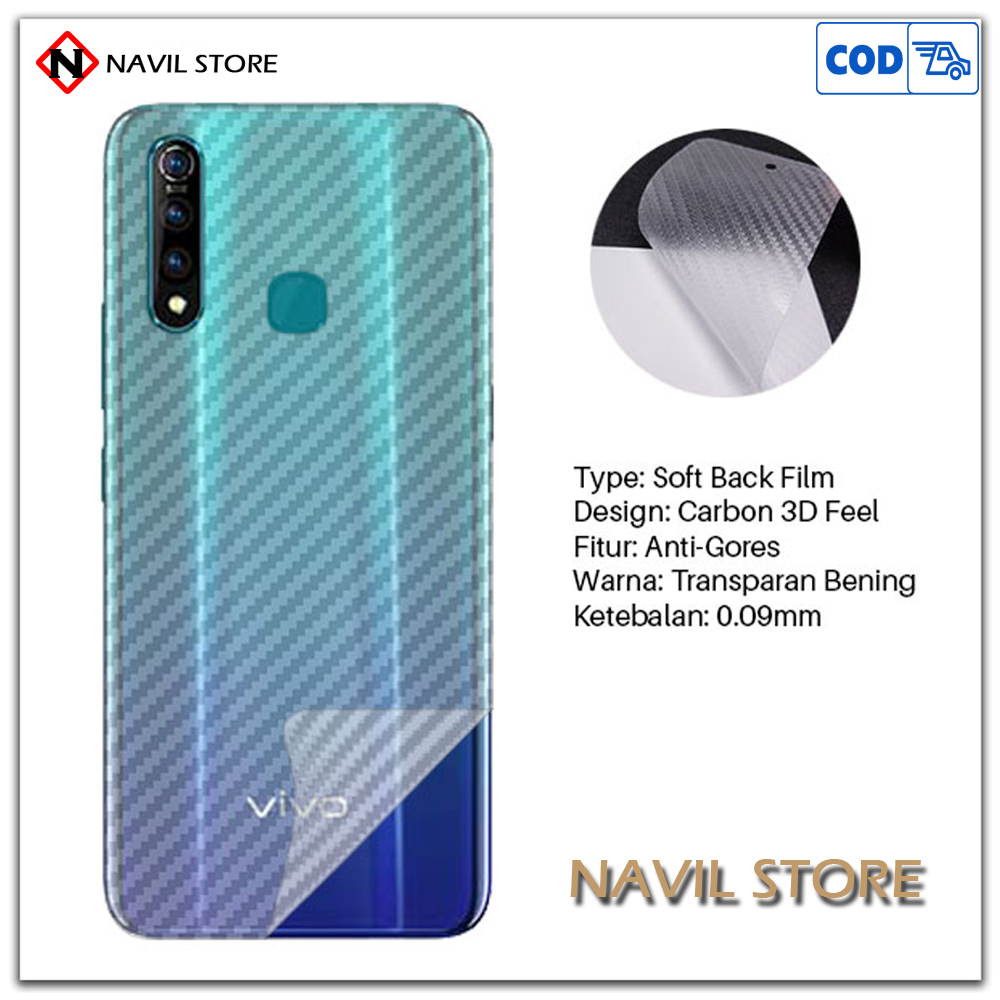 N NAVIL STORE
COD
Type: Soft Back Film
Design: Carbon 3D Feel
Fitur: Anti-Gores
Warna: Transparan Bening
Ketebalan: 0.09mm
vivo
NAVIL STORE